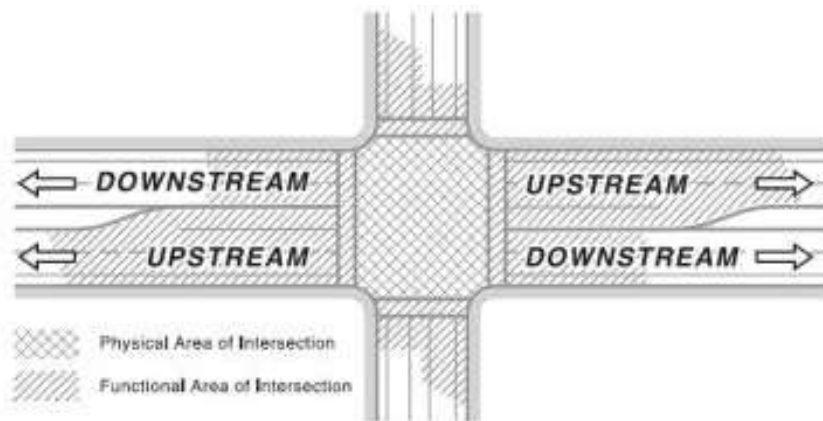 DOWNSTREAM
UPSTREAM
UPSTREAM
DOWNSTREAM
Physical Area of Intersection
Functional Area of Intersection